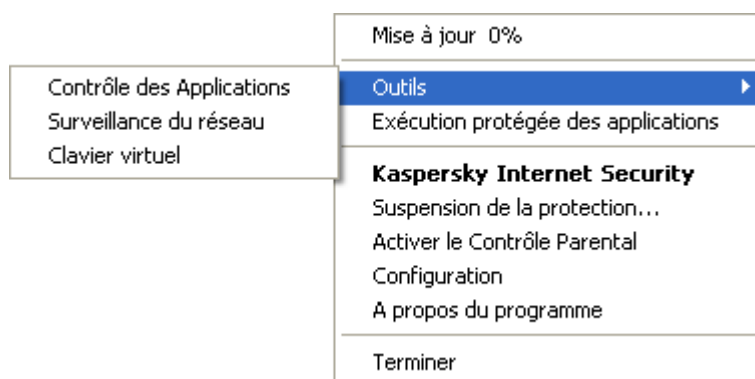 Mise à jour 0%
Outils
Contrôle des Applications
Surveillance du réseau
Clavier virtuel
Exécution protégée des applications
Kaspersky Internet Security
Suspension de la protection...
Activer le Contrôle Parental
Configuration
A propos du programme
Terminer